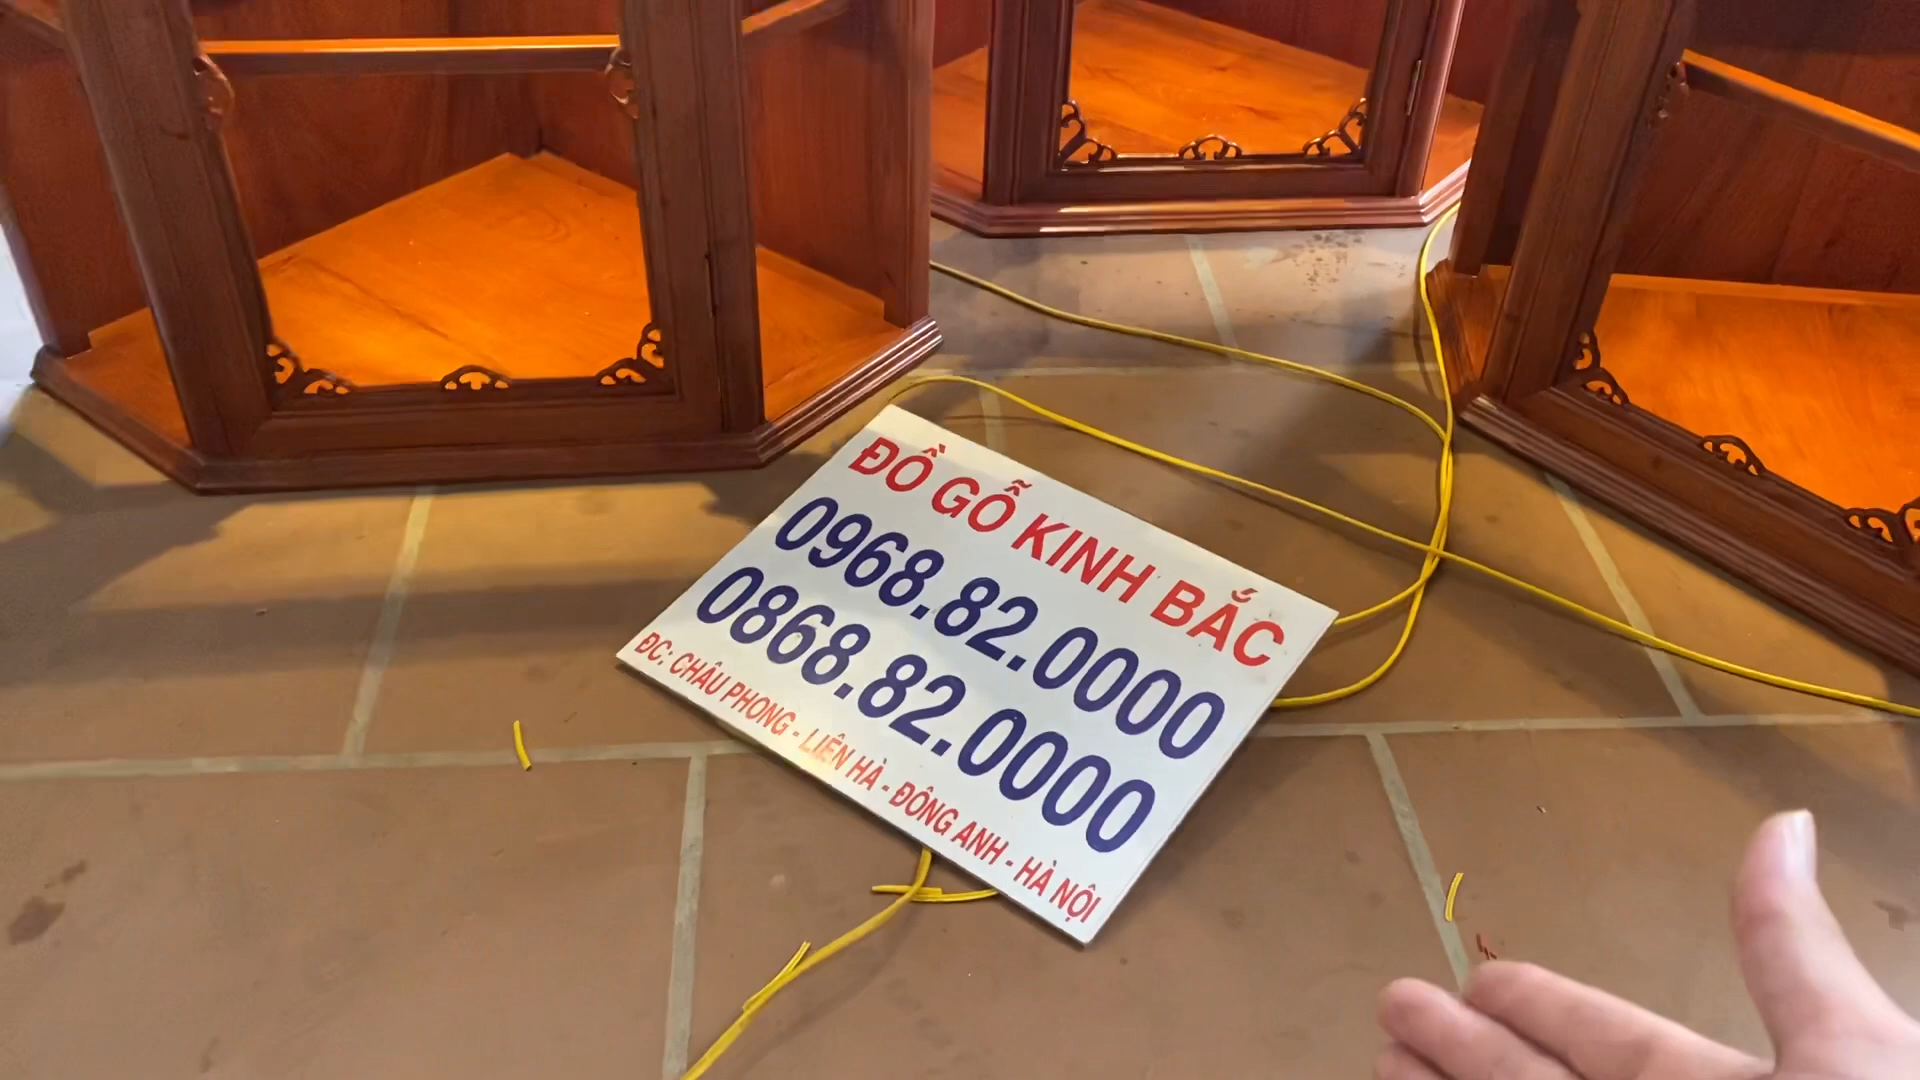 ĐỒ GỖ KINH BẮC
0968.82.0000
0868.82.0000
ĐC: CHÂU PHONG - LIÊN HÀ - ĐÔNG ANH - HÀ NỘI